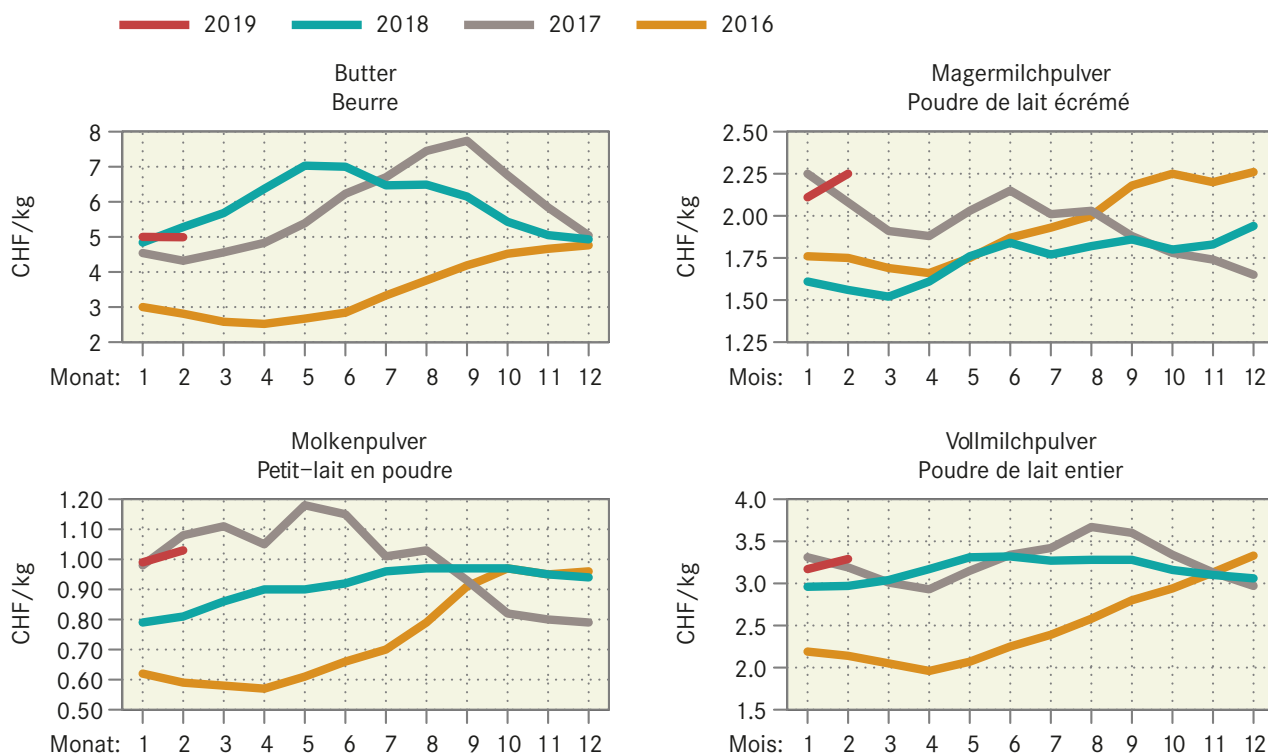 2019 2018 2017 2016
Butter
Beurre
CHF/kg
8
7
6
5
4
3
2
Monat: 1 2 3 4 5 6 7 8 9 10 11 12
Magermilchpulver
Poudre de lait écrémé
CHF/kg
2.50
2.25
2.00
1.75
1.50
1.25
Mois: 1 2 3 4 5 6 7 8 9 10 11 12
Molkenpulver
Petit-lait en poudre
CHF/kg
1.20
1.10
1.00
0.90
0.80
0.70
0.60
0.50
Monat: 1 2 3 4 5 6 7 8 9 10 11 12
Vollmilchpulver
Poudre de lait entier
CHF/kg
4.0
3.5
3.0
2.5
2.0
1.5
Mois: 1 2 3 4 5 6 7 8 9 10 11 12